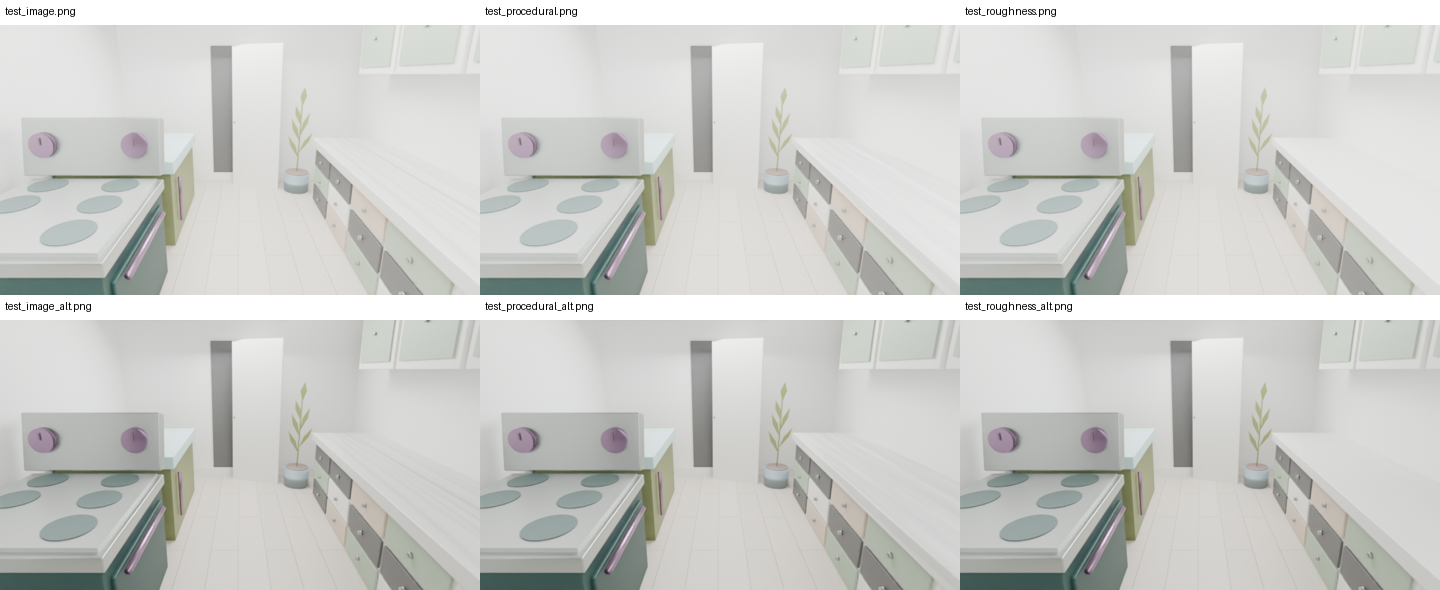 test_image.png
test_procedural.png
test_roughness.png
test_image_alt.png
test_procedural_alt.png
test_roughness_alt.png